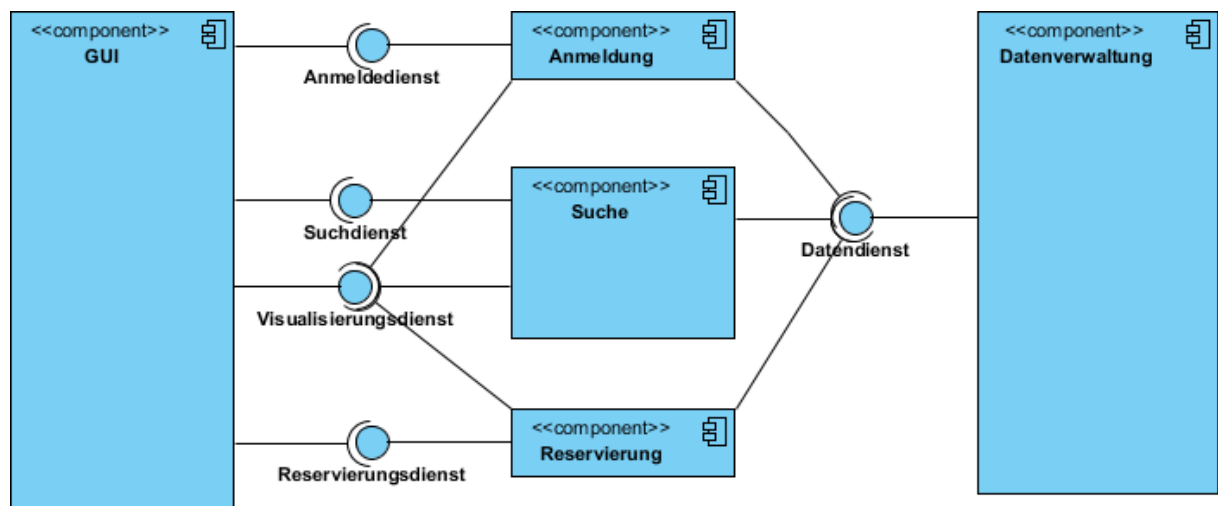 <<component>>
GUI
Anmeldedienst
Suchdienst
Visualisierungsdienst
Reservierungsdienst
<<component>>
Anmeldung
<<component>>
Suche
<<component>>
Reservierung
Datendienst
<<component>>
Datenverwaltung